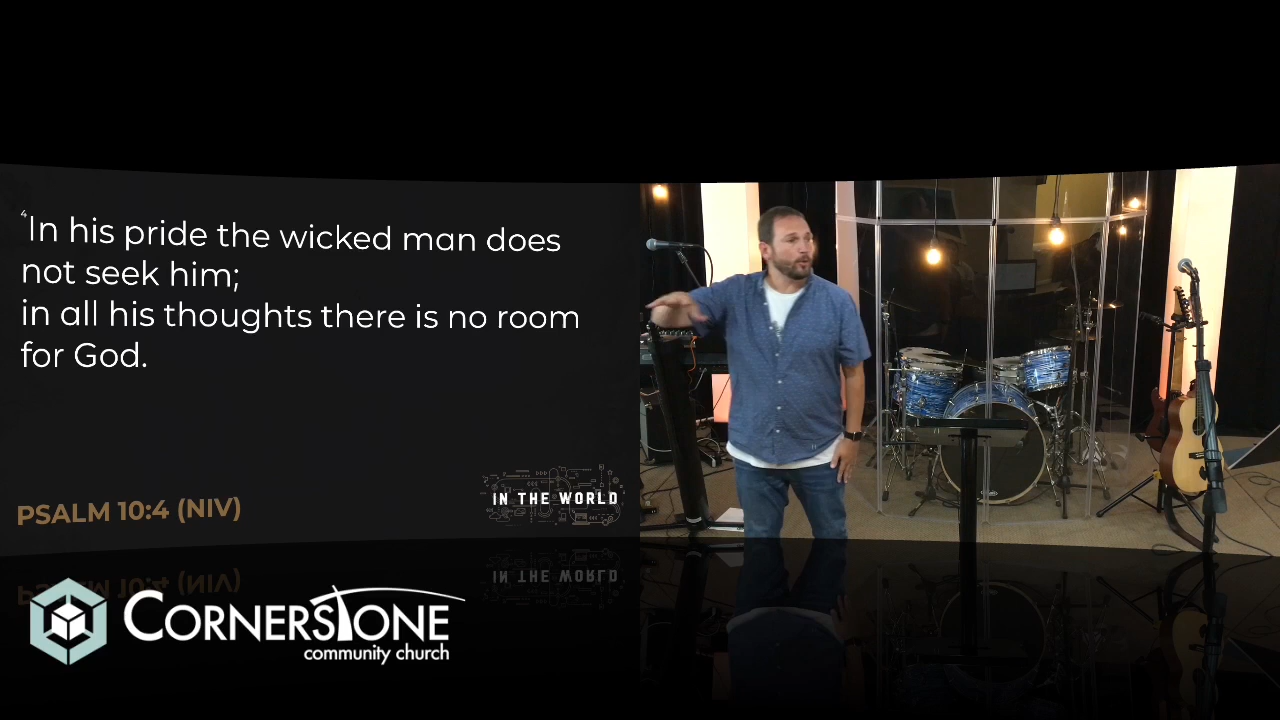 4In his pride the wicked man does
not seek him;
in all his thoughts there is no room
for God.
PSALM 10:4 (NIV)
IN THE WORLD
CORNERSTONE
community church